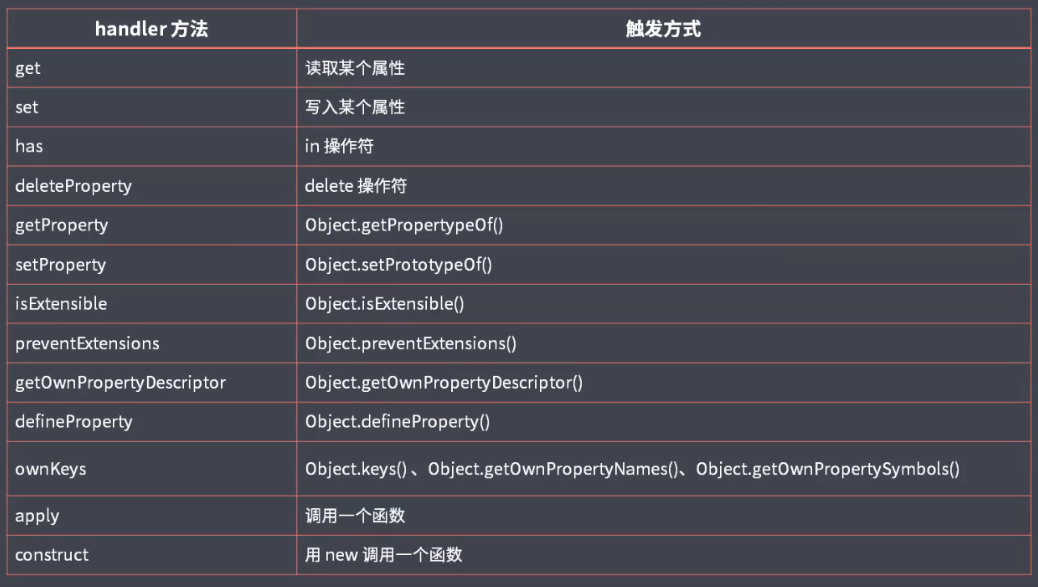 handler 方法 触发方式
get 读取某个属性
set 写入某个属性
has in 操作符
deleteProperty delete 操作符
getProperty Object.getPropertypeOf()
setProperty Object.setPrototypeOf()
isExtensible Object.isExtensible()
preventExtensions Object.preventExtensions()
getOwnPropertyDescriptor Object.getOwnPropertyDescriptor()
defineProperty Object.defineProperty()
ownKeys Object.keys() 、Object.getOwnPropertyNames()、Object.getOwnPropertySymbols()
apply 调用一个函数
construct 用 new 调用一个函数